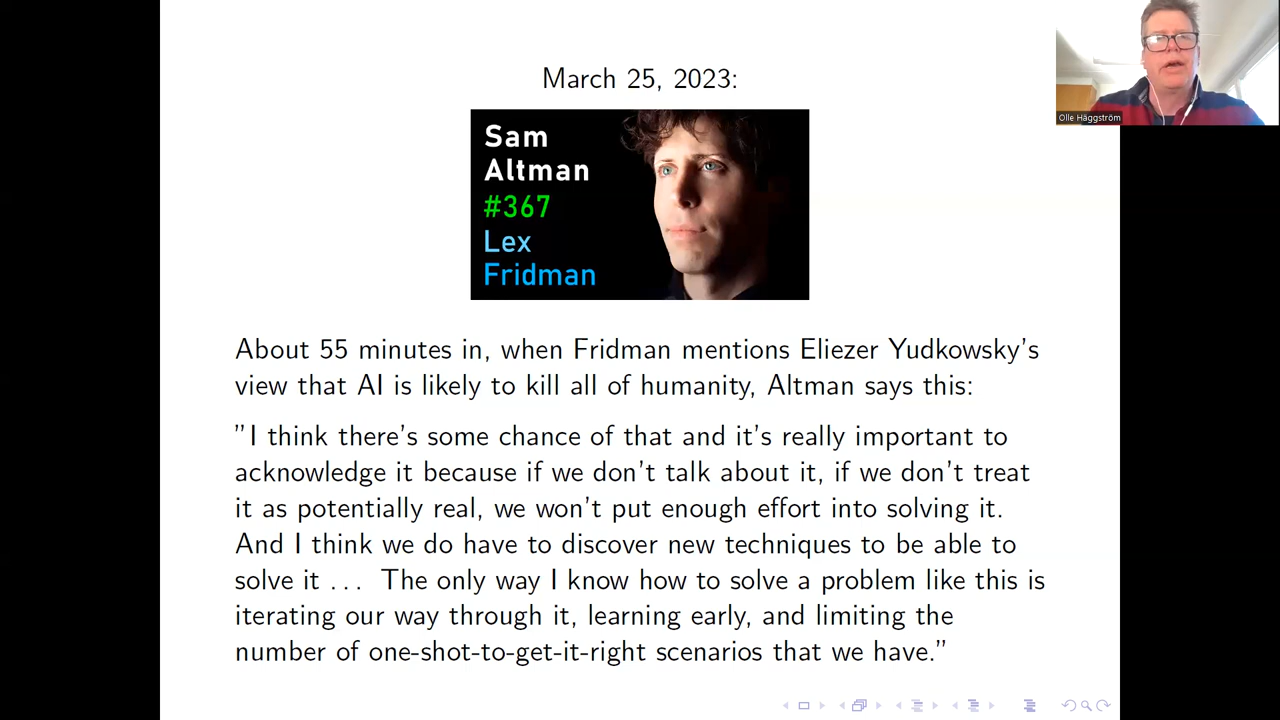 March 25, 2023:
Sam
Altman
#367
Lex
Fridman
Olle Häggström
About 55 minutes in, when Fridman mentions Eliezer Yudkowsky's
view that AI is likely to kill all of humanity, Altman says this:
"I think there's some chance of that and it's really important to
acknowledge it because if we don't talk about it, if we don't treat
it as potentially real, we won't put enough effort into solving it.
And I think we do have to discover new techniques to be able to
solve it ... The only way I know how to solve a problem like this is
iterating our way through it, learning early, and limiting the
number of one-shot-to-get-it-right scenarios that we have."